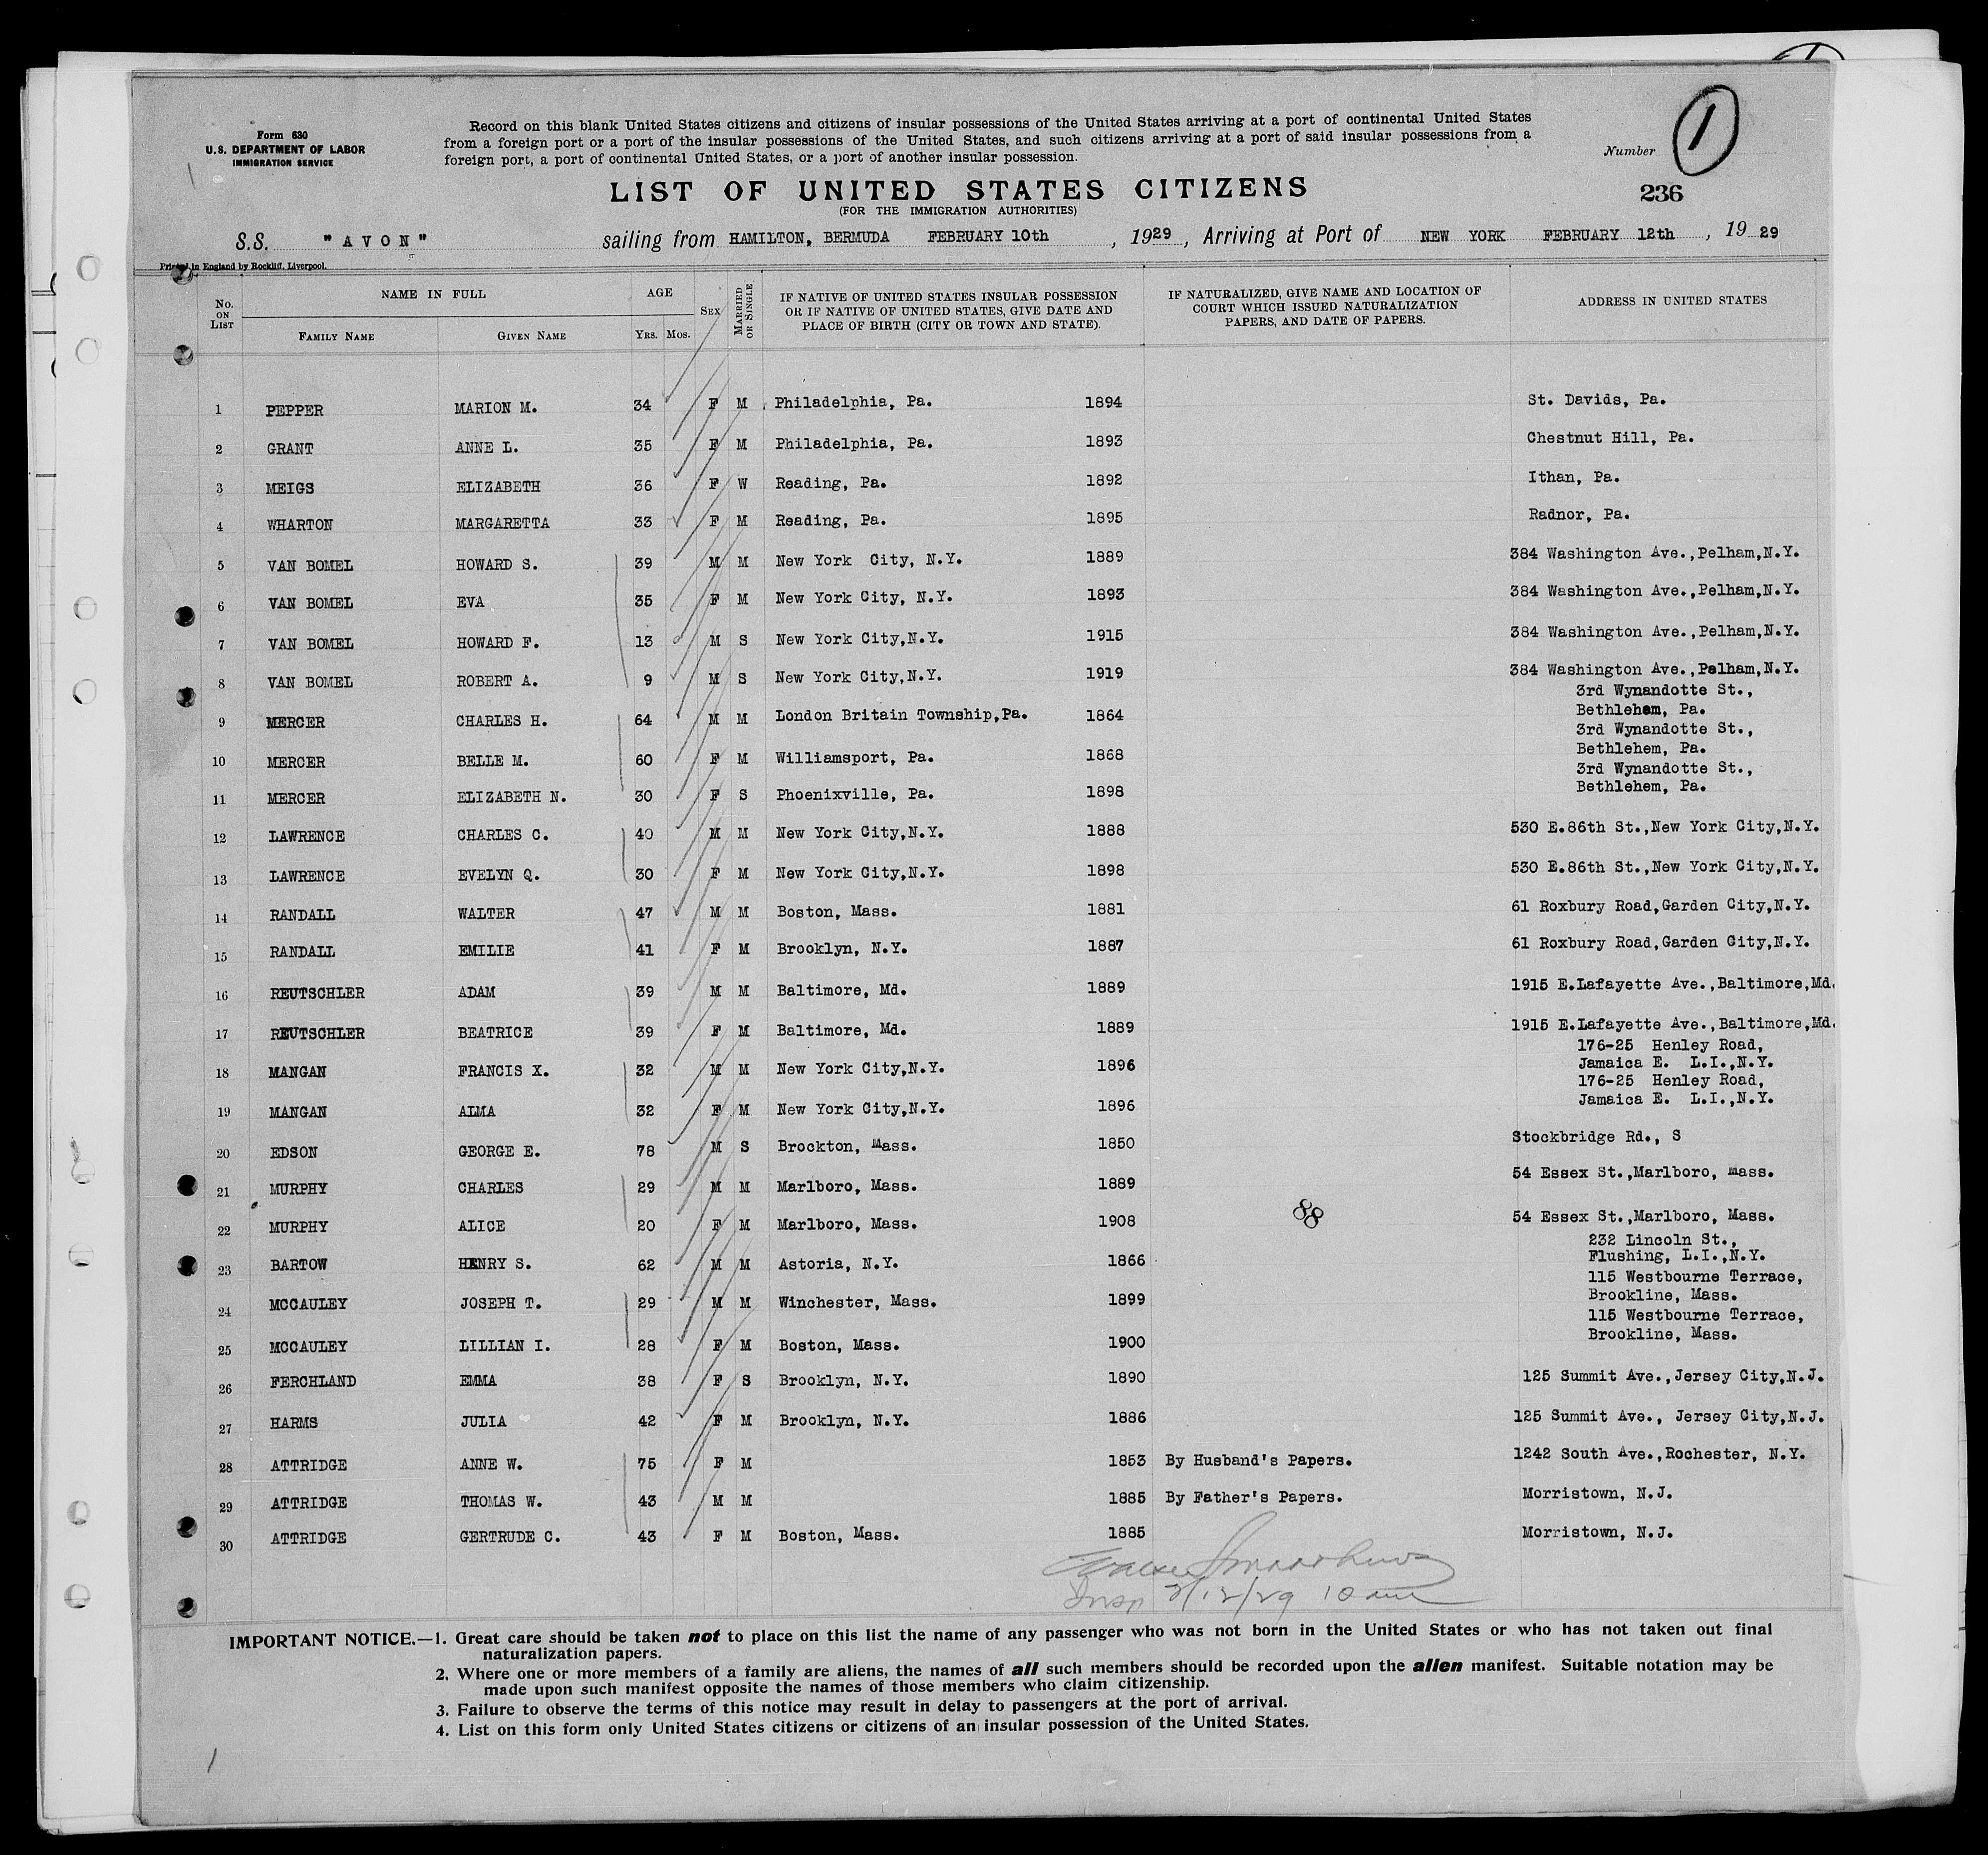 Form 630
U.S. DEPARTMENT OF LABOR
IMMIGRATION SERVICE
Record on this blank United States citizens and citizens of insular possessions of the United States arriving at a port of continental United States
from a foreign port or a port of the insular possessions of the United States, and such citizens arriving at a port of said insular possessions from a
foreign port, a port of continental United States, or a port of another insular possession.
Number 1
LIST OF UNITED STATES CITIZENS
(FOR THE IMMIGRATION AUTHORITIES)
236
S.S. "AVON" sailing from HAMILTON, BERMUDA FEBRUARY 10th, 1929, Arriving at Port of NEW YORK FEBRUARY 12th, 1929
Printed in England by Rockliff, Liverpool.
No. ON LIST
NAME IN FULL
FAMILY NAME GIVEN NAME
AGE
YRS. MOS.
SEX
MARRIED OR SINGLE
IF NATIVE OF UNITED STATES INSULAR POSSESSION
OR IF NATIVE OF UNITED STATES, GIVE DATE AND
PLACE OF BIRTH (CITY OR TOWN AND STATE).
IF NATURALIZED, GIVE NAME AND LOCATION OF
COURT WHICH ISSUED NATURALIZATION
PAPERS, AND DATE OF PAPERS.
ADDRESS IN UNITED STATES
1 PEPPER MARION M. 34 F M Philadelphia, Pa. 1894 St. Davids, Pa.
2 GRANT ANNE L. 35 F M Philadelphia, Pa. 1893 Chestnut Hill, Pa.
3 MEIGS ELIZABETH 36 F W Reading, Pa. 1892 Ithan, Pa.
4 WHARTON MARGARETTA 33 F M Reading, Pa. 1895 Radnor, Pa.
5 VAN BOMEL HOWARD S. 39 M M New York City, N.Y. 1889 384 Washington Ave.,Pelham,N.Y.
6 VAN BOMEL EVA 35 F M New York City, N.Y. 1893 384 Washington Ave.,Pelham,N.Y.
7 VAN BOMEL HOWARD F. 13 M S New York City,N.Y. 1915 384 Washington Ave.,Pelham,N.Y.
8 VAN BOMEL ROBERT A. 9 M S New York City,N.Y. 1919 384 Washington Ave.,Pelham,N.Y.
9 MERCER CHARLES H. 64 M M London Britain Township,Pa. 1864 3rd Wynandotte St.,
Bethlehem, Pa.
10 MERCER BELLE M. 60 F M Williamsport, Pa. 1868 3rd Wynandotte St.,
Bethlehem, Pa.
11 MERCER ELIZABETH N. 30 F S Phoenixville, Pa. 1898 3rd Wynandotte St.,
Bethlehem, Pa.
12 LAWRENCE CHARLES C. 40 M M New York City,N.Y. 1888 530 E.86th St.,New York City,N.Y.
13 LAWRENCE EVELYN Q. 30 F M New York City,N.Y. 1898 530 E.86th St.,New York City,N.Y.
14 RANDALL WALTER 47 M M Boston, Mass. 1881 61 Roxbury Road,Garden City,N.Y.
15 RANDALL EMILIE 41 F M Brooklyn, N.Y. 1887 61 Roxbury Road,Garden City,N.Y.
16 REUTSCHLER ADAM 39 M M Baltimore, Md. 1889 1915 E.Lafayette Ave.,Baltimore,Md.
17 REUTSCHLER BEATRICE 39 F M Baltimore, Md. 1889 1915 E.Lafayette Ave.,Baltimore,Md.
18 MANGAN FRANCIS X. 32 M M New York City,N.Y. 1896 176-25 Henley Road,
Jamaica E. L.I.,N.Y.
19 MANGAN ALMA 32 F M New York City,N.Y. 1896 176-25 Henley Road,
Jamaica E. L.I.,N.Y.
20 EDSON GEORGE E. 78 M S Brockton, Mass. 1850 Stockbridge Rd., S
21 MURPHY CHARLES 29 M M Marlboro, Mass. 1889 54 Essex St.,Marlboro, Mass.
22 MURPHY ALICE 20 F M Marlboro, Mass. 1908 88 54 Essex St.,Marlboro, Mass.
23 BARTOW HENRY S. 62 M M Astoria, N.Y. 1866 232 Lincoln St.,
Flushing, L.I.,N.Y.
24 MCCAULEY JOSEPH T. 29 M M Winchester, Mass. 1899 115 Westbourne Terrace,
Brookline, Mass.
25 MCCAULEY LILLIAN I. 28 F M Boston, Mass. 1900 115 Westbourne Terrace,
Brookline, Mass.
26 FERCHLAND EMMA 38 F S Brooklyn, N.Y. 1890 125 Summit Ave.,Jersey City,N.J.
27 HARMS JULIA 42 F M Brooklyn, N.Y. 1886 125 Summit Ave., Jersey City,N.J.
28 ATTRIDGE ANNE W. 75 F M 1853 By Husband's Papers. 1242 South Ave.,Rochester, N.Y.
29 ATTRIDGE THOMAS W. 43 M M 1885 By Father's Papers. Morristown, N.J.
30 ATTRIDGE GERTRUDE C. 43 F M Boston, Mass. 1885 Morristown, N.J.
Insp 2/12/29 10 am
IMPORTANT NOTICE.—1. Great care should be taken not to place on this list the name of any passenger who was not born in the United States or who has not taken out final
naturalization papers.
2. Where one or more members of a family are aliens, the names of all such members should be recorded upon the alien manifest. Suitable notation may be
made upon such manifest opposite the names of those members who claim citizenship.
3. Failure to observe the terms of this notice may result in delay to passengers at the port of arrival.
4. List on this form only United States citizens or citizens of an insular possession of the United States.